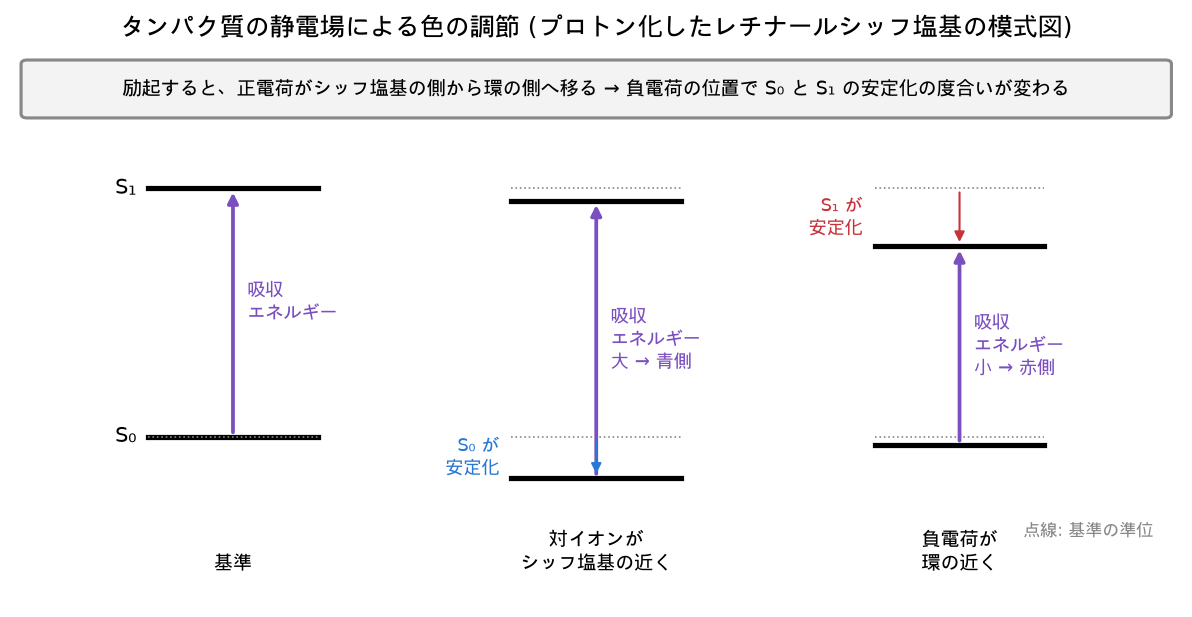 タンパク質の静電場による色の調節 (プロトン化したレチナールシッフ塩基の模式図)
励起すると、正電荷がシッフ塩基の側から環の側へ移る → 負電荷の位置で S₀ と S₁ の安定化の度合いが変わる
S₁
S₀
吸収
エネルギー
基準
S₀ が
安定化
吸収
エネルギー
大 → 青側
対イオンが
シッフ塩基の近く
S₁ が
安定化
吸収
エネルギー
小 → 赤側
負電荷が
環の近く
点線: 基準の準位